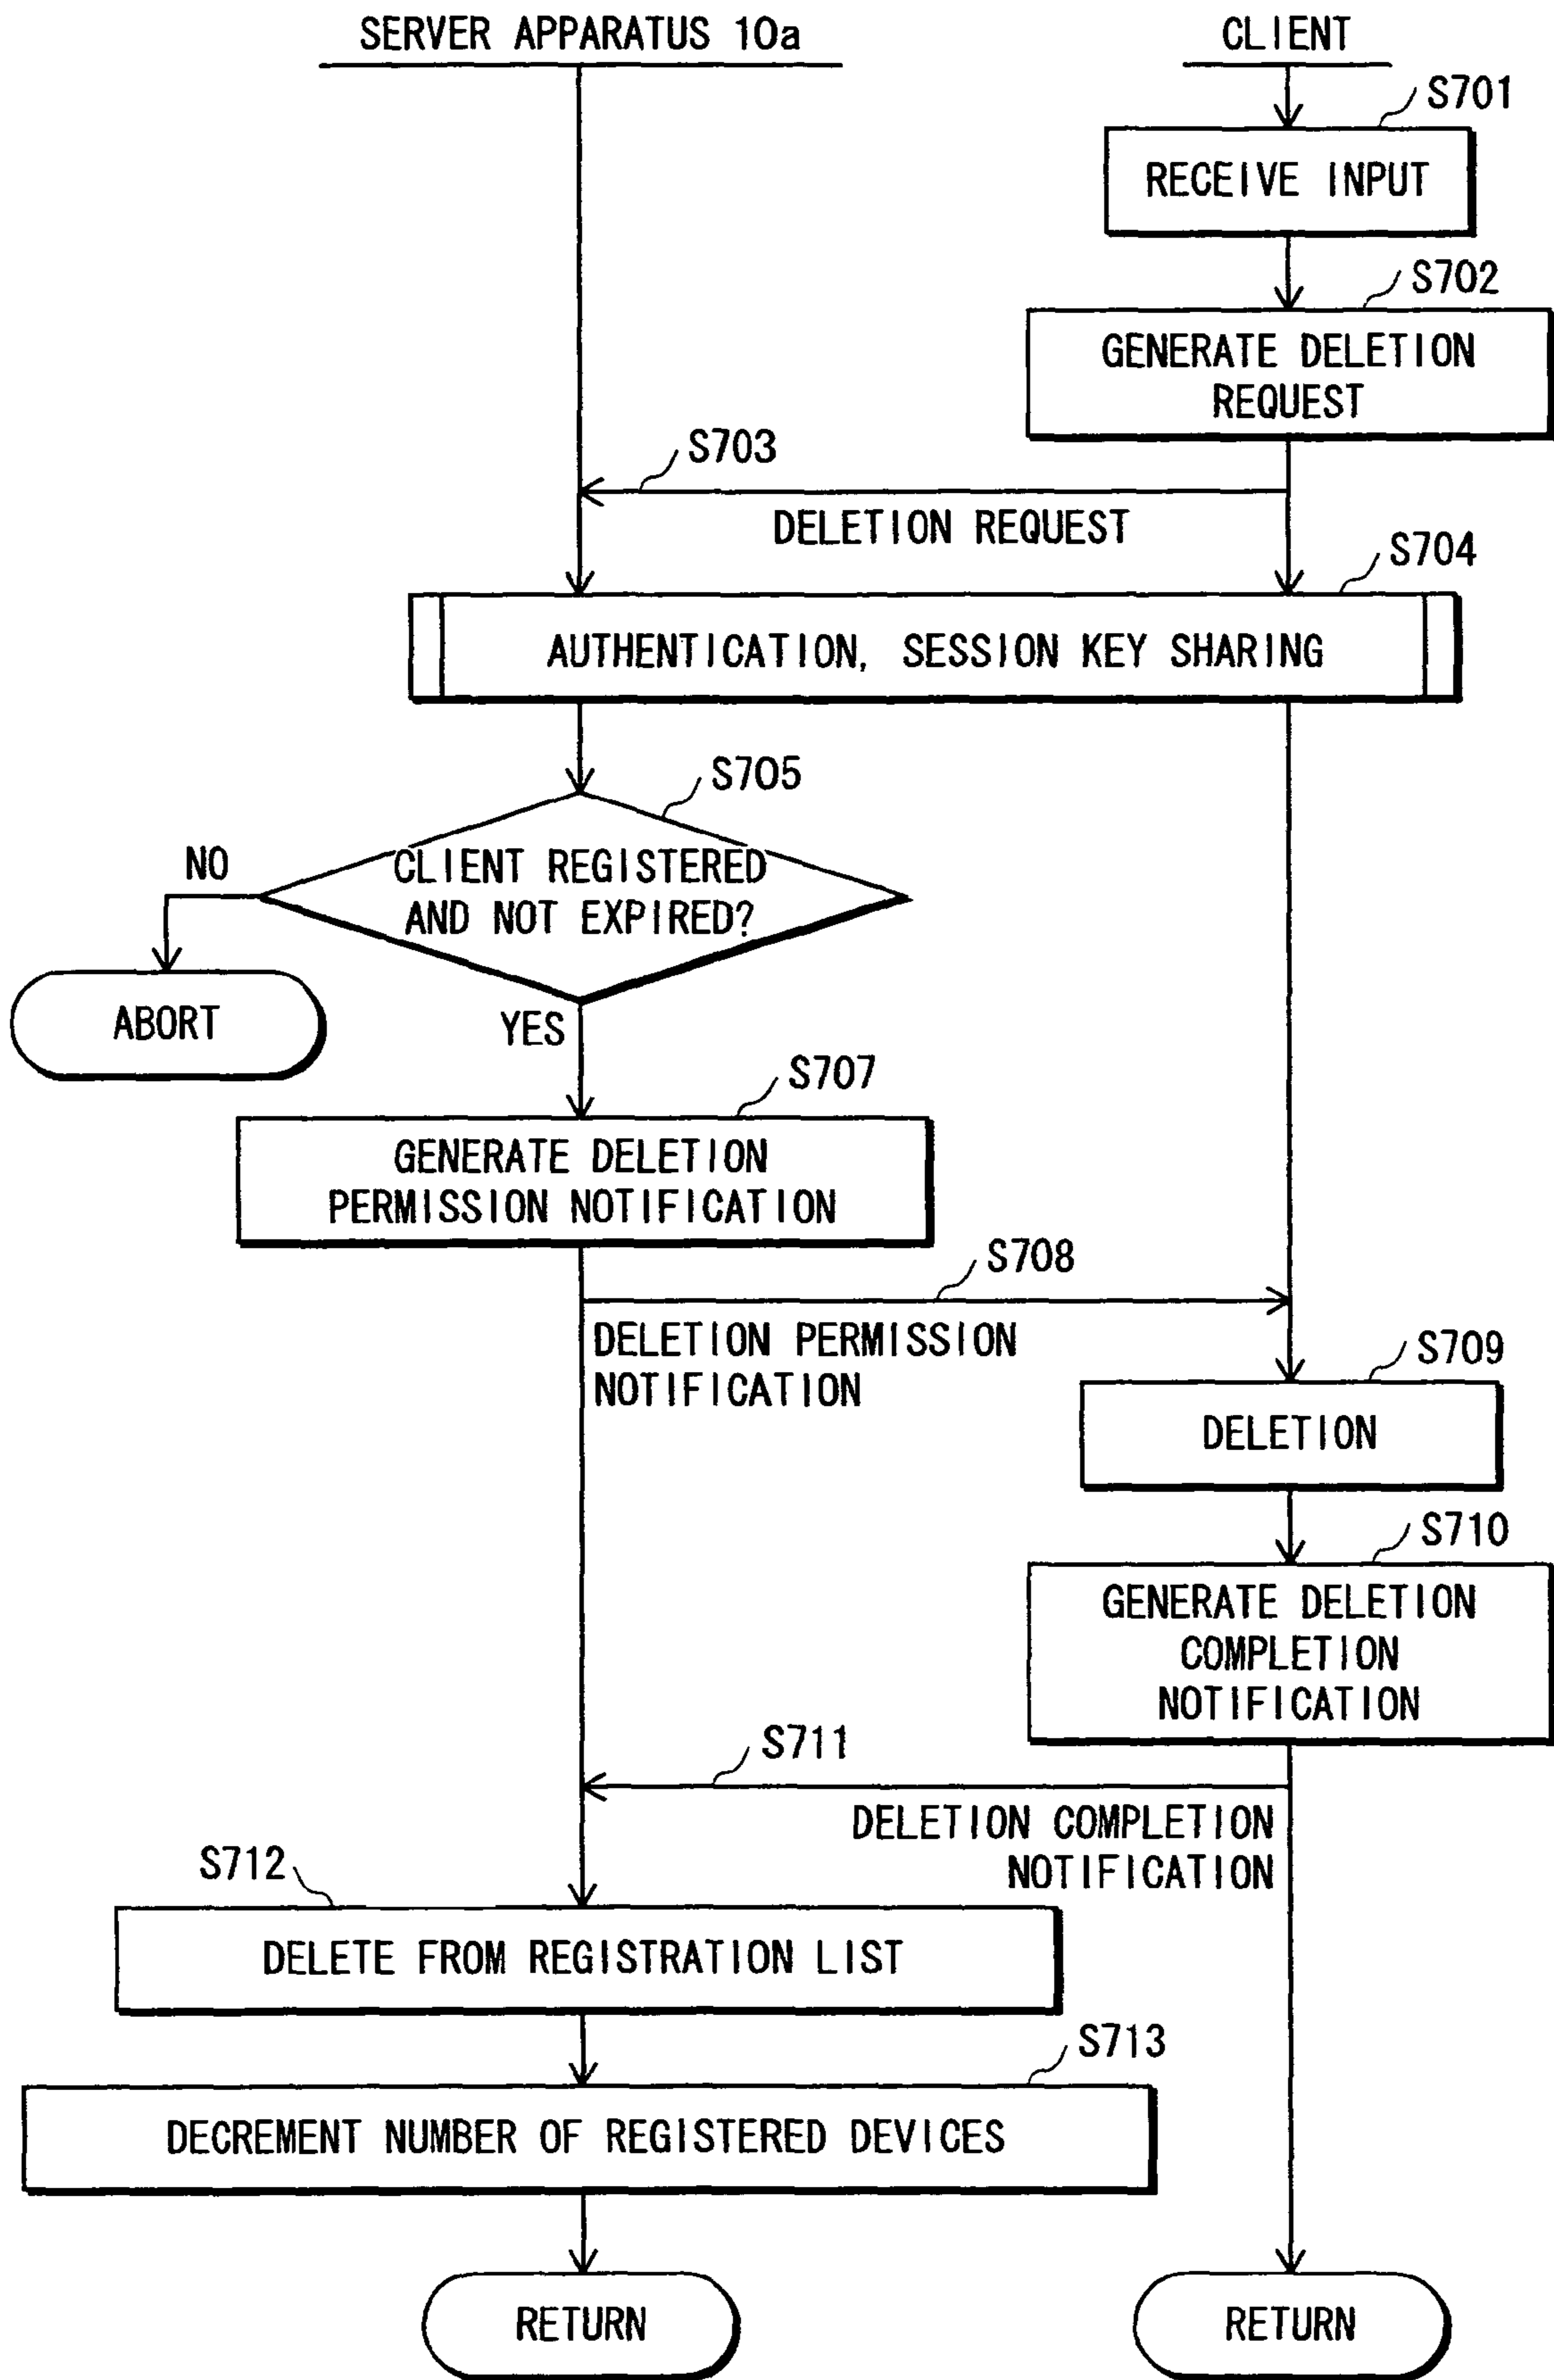 SERVER APPARATUS 10a
CLIENT
S701
RECEIVE INPUT
S702
GENERATE DELETION
REQUEST
S703
DELETION REQUEST
S704
AUTHENTICATION, SESSION KEY SHARING
S705
NO
CLIENT REGISTERED
AND NOT EXPIRED?
ABORT
YES
S707
GENERATE DELETION
PERMISSION NOTIFICATION
S708
DELETION PERMISSION
NOTIFICATION
S709
DELETION
S710
GENERATE DELETION
COMPLETION
NOTIFICATION
S711
DELETION COMPLETION
NOTIFICATION
S712
DELETE FROM REGISTRATION LIST
S713
DECREMENT NUMBER OF REGISTERED DEVICES
RETURN
RETURN